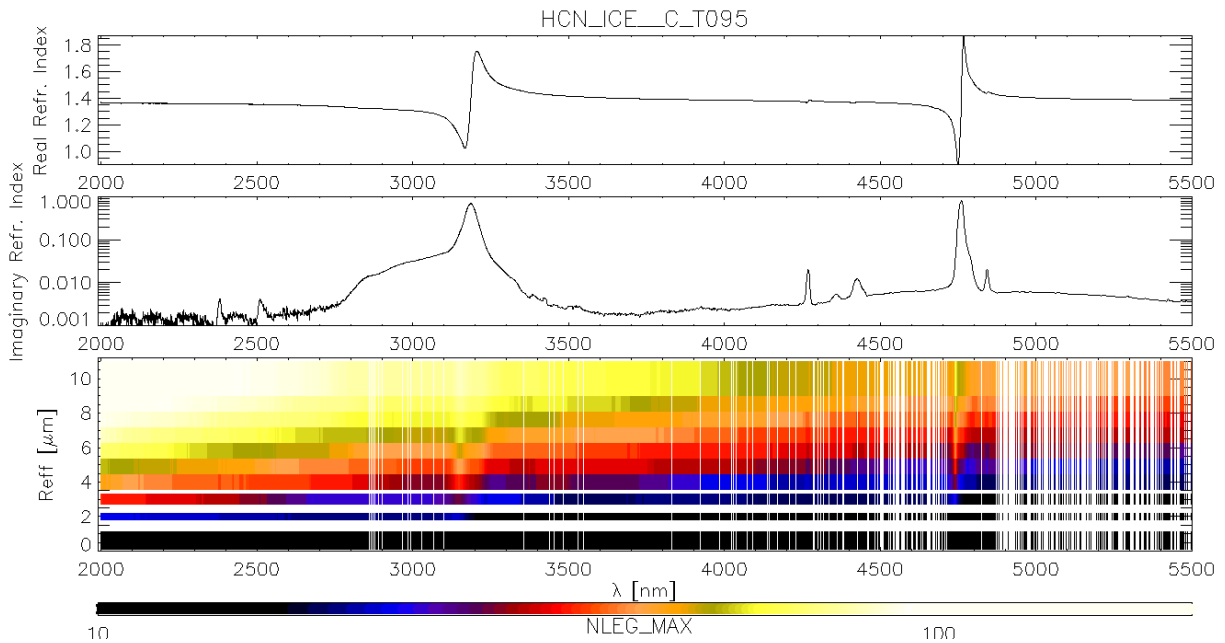 HCN_ICE__C_T095
Real Refr. Index
1.8
1.6
1.4
1.2
1.0
2000 2500 3000 3500 4000 4500 5000 5500
Imaginary Refr. Index
1.000
0.100
0.010
0.001
2000 2500 3000 3500 4000 4500 5000 5500
Reff [μm]
10
8
6
4
2
0
2000 2500 3000 3500 4000 4500 5000 5500
λ [nm]
10 100
NLEG_MAX